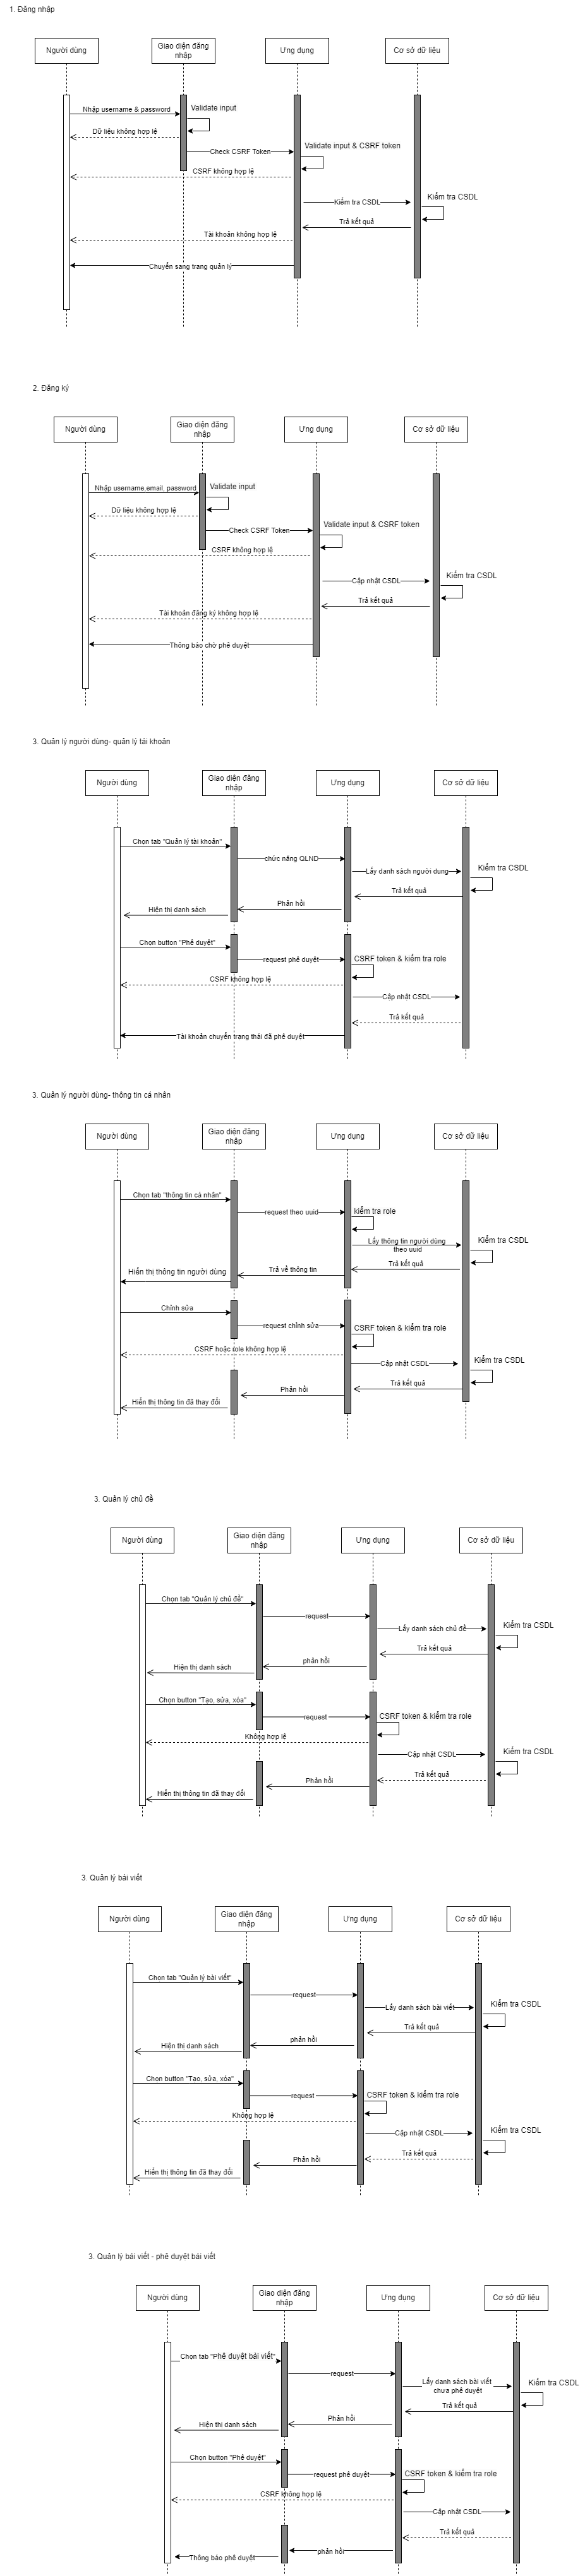 1. Đăng nhập
Người dùng
Giao diện đăng
nhập
Ưng dụng
Cơ sở dữ liệu
Nhập username & password
Validate input
Dữ liệu không hợp lệ
Check CSRF Token
Validate input & CSRF token
CSRF không hợp lệ
Kiểm tra CSDL
Kiểm tra CSDL
Trả kết quả
Tài khoản không hợp lệ
Chuyển sang trang quản lý
2. Đăng ký
Người dùng
Giao diện đăng
nhập
Ưng dụng
Cơ sở dữ liệu
Nhập username,email, password
Validate input
Dữ liệu không hợp lệ
Check CSRF Token
Validate input & CSRF token
CSRF không hợp lệ
Cập nhật CSDL
Kiểm tra CSDL
Trả kết quả
Tài khoản đăng ký không hợp lệ
Thông báo chờ phê duyệt
3. Quản lý người dùng- quản lý tài khoản
Người dùng
Giao diện đăng
nhập
Ưng dụng
Cơ sở dữ liệu
Chọn tab "Quản lý tài khoản"
chức năng QLND
Lấy danh sách người dung
Kiểm tra CSDL
Trả kết quả
Phản hồi
Hiện thị danh sách
Chọn button "Phê duyệt"
request phê duyệt
CSRF token & kiểm tra role
CSRF không hợp lệ
Cập nhật CSDL
Trả kết quả
Tài khoản chuyển trạng thái đã phê duyệt
3. Quản lý người dùng- thông tin cá nhân
Người dùng
Giao diện đăng
nhập
Ưng dụng
Cơ sở dữ liệu
Chọn tab "thông tin cá nhân"
request theo uuid
kiểm tra role
Lấy thông tin người dùng
theo uuid
Kiểm tra CSDL
Trả kết quả
Trả về thông tin
Hiển thị thông tin người dùng
Chỉnh sửa
request chỉnh sửa
CSRF token & kiểm tra role
CSRF hoặc role không hợp lệ
Cập nhật CSDL
Kiểm tra CSDL
Trả kết quả
Phản hồi
Hiển thị thông tin đã thay đổi
3. Quản lý chủ đề
Người dùng
Giao diện đăng
nhập
Ưng dụng
Cơ sở dữ liệu
Chọn tab "Quản lý chủ đề"
request
Lấy danh sách chủ đề
Kiểm tra CSDL
Trả kết quả
phản hồi
Hiện thị danh sách
Chọn button "Tạo, sửa, xóa"
request
CSRF token & kiểm tra role
Không hợp lệ
Cập nhật CSDL
Kiểm tra CSDL
Trả kết quả
Phản hồi
Hiển thị thông tin đã thay đổi
3. Quản lý bài viết
Người dùng
Giao diện đăng
nhập
Ưng dụng
Cơ sở dữ liệu
Chọn tab "Quản lý bài viết"
request
Lấy danh sách bài viết
Kiểm tra CSDL
Trả kết quả
phản hồi
Hiện thị danh sách
Chọn button "Tạo, sửa, xóa"
request
CSRF token & kiểm tra role
Không hợp lệ
Cập nhật CSDL
Kiểm tra CSDL
Trả kết quả
Phản hồi
Hiển thị thông tin đã thay đổi
3. Quản lý bài viết - phê duyệt bài viết
Người dùng
Giao diện đăng
nhập
Ưng dụng
Cơ sở dữ liệu
Chọn tab "Phê duyệt bài viết"
request
Lấy danh sách bài viết
chưa phê duyệt
Kiểm tra CSDL
Trả kết quả
Phản hồi
Hiện thị danh sách
Chọn button "Phê duyệt"
request phê duyệt
CSRF token & kiểm tra role
CSRF không hợp lệ
Cập nhật CSDL
Trả kết quả
phản hồi
Thông báo phê duyệt